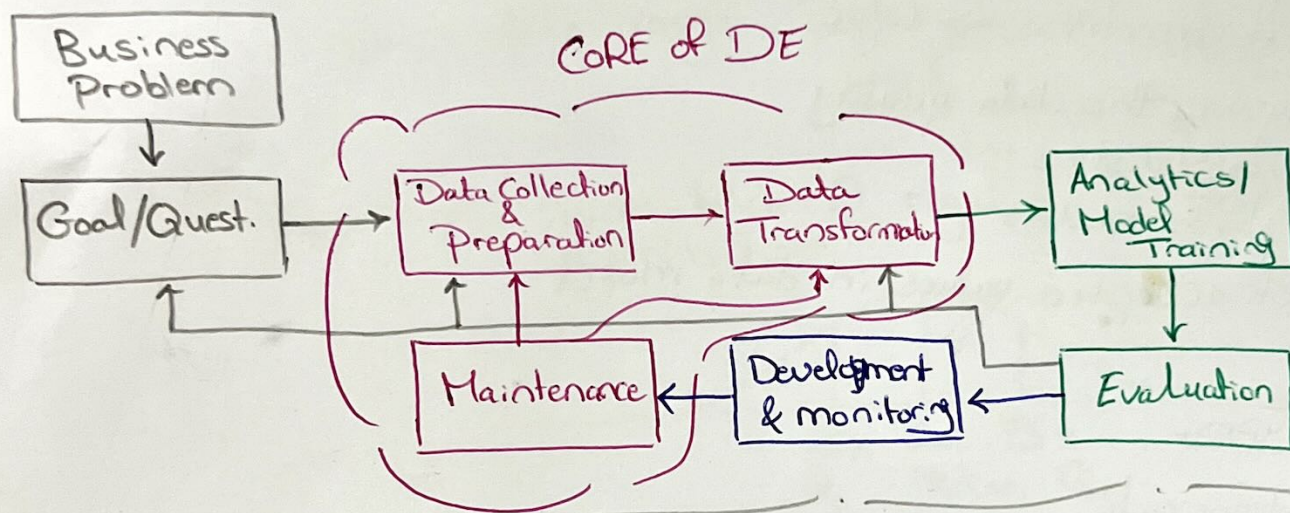 CORE of DE
Business
Problem
Goal/Quest.
Data Collection
&
Preparation
Data
Transformatio
Analytics/
Model
Training
Maintenance
Development
& monitoring
Evaluation